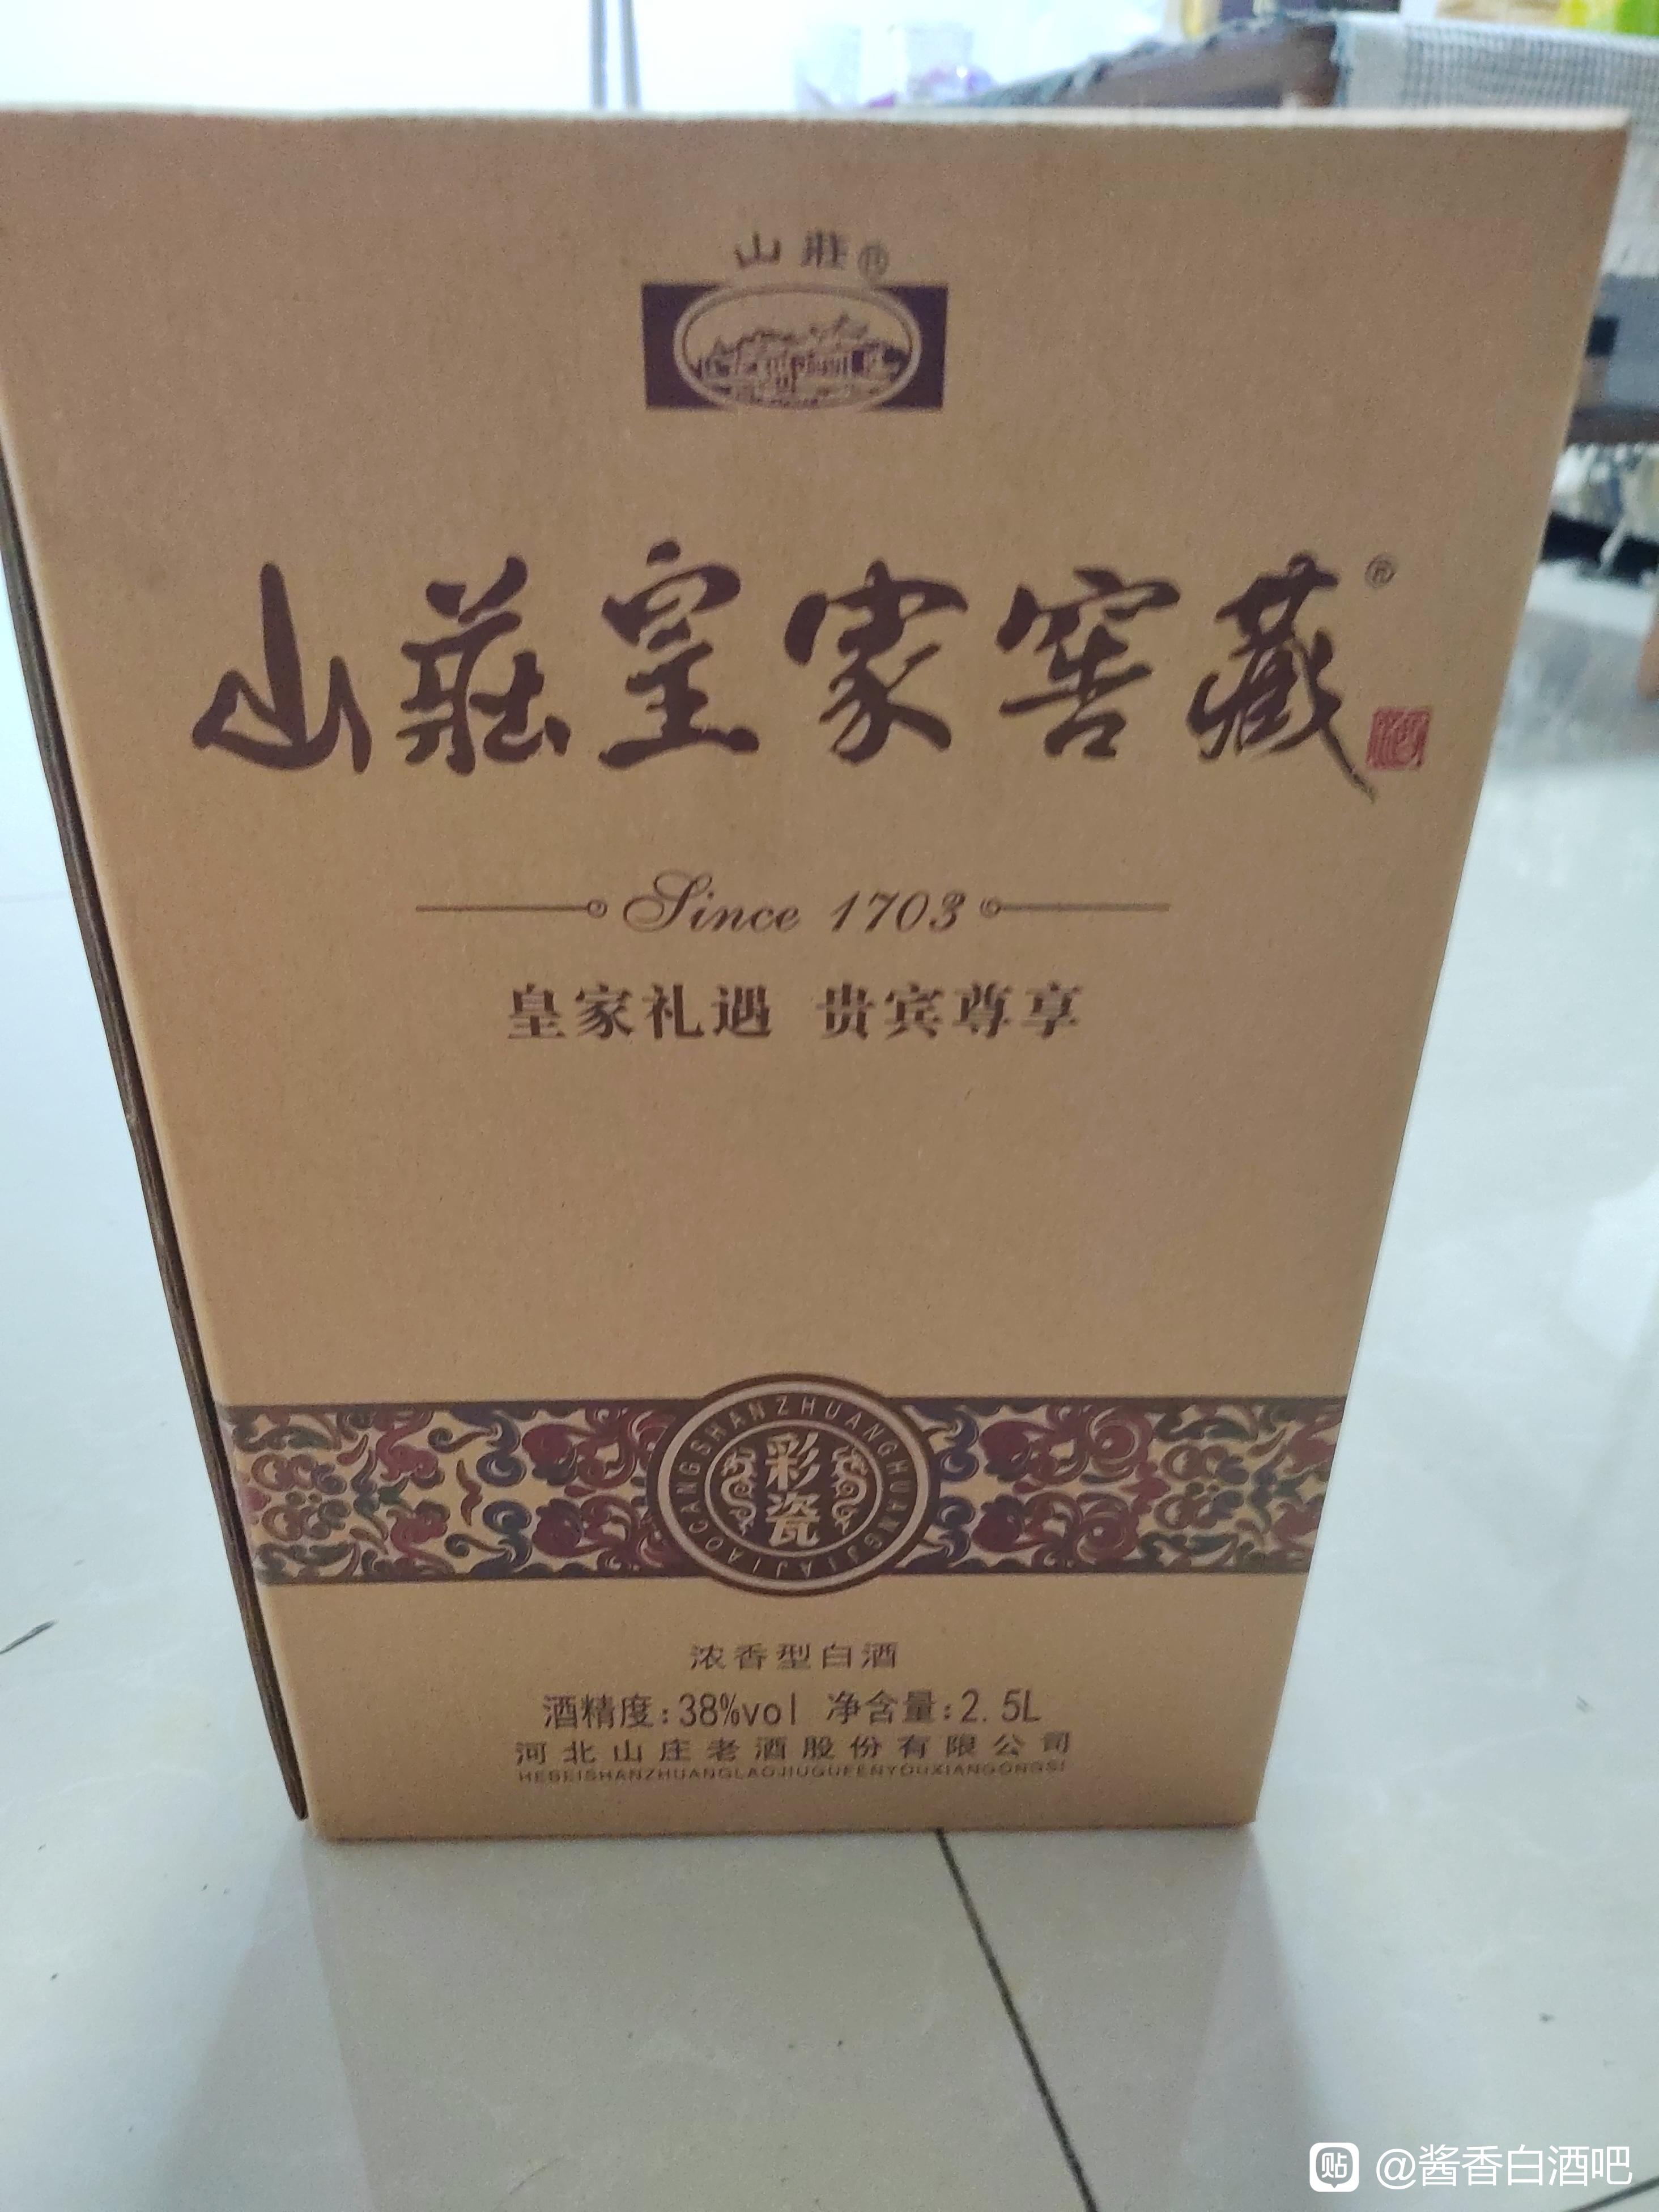 山莊®
山莊皇家窖藏®
Since 1703
皇家礼遇 贵宾尊享
SHANZHUANGHUANGJIAJIAOCANG
彩瓷
浓香型白酒
酒精度:38%vol 净含量:2.5L
河北山庄老酒股份有限公司
HEBEISHANZHUANGLAOJIUGUFENYOUXIANGONGSI
贴 @酱香白酒吧